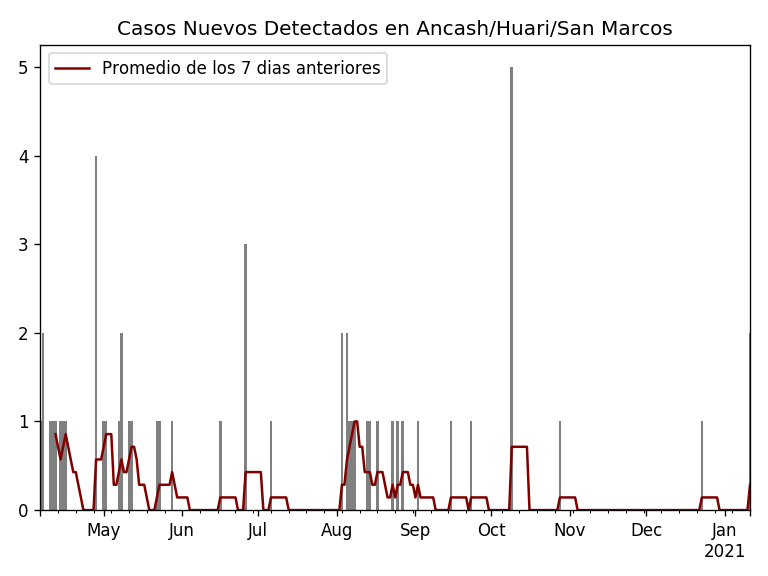 Casos Nuevos Detectados en Ancash/Huari/San Marcos
Promedio de los 7 dias anteriores
5
4
3
2
1
0
May Jun Jul Aug Sep Oct Nov Dec Jan
2021